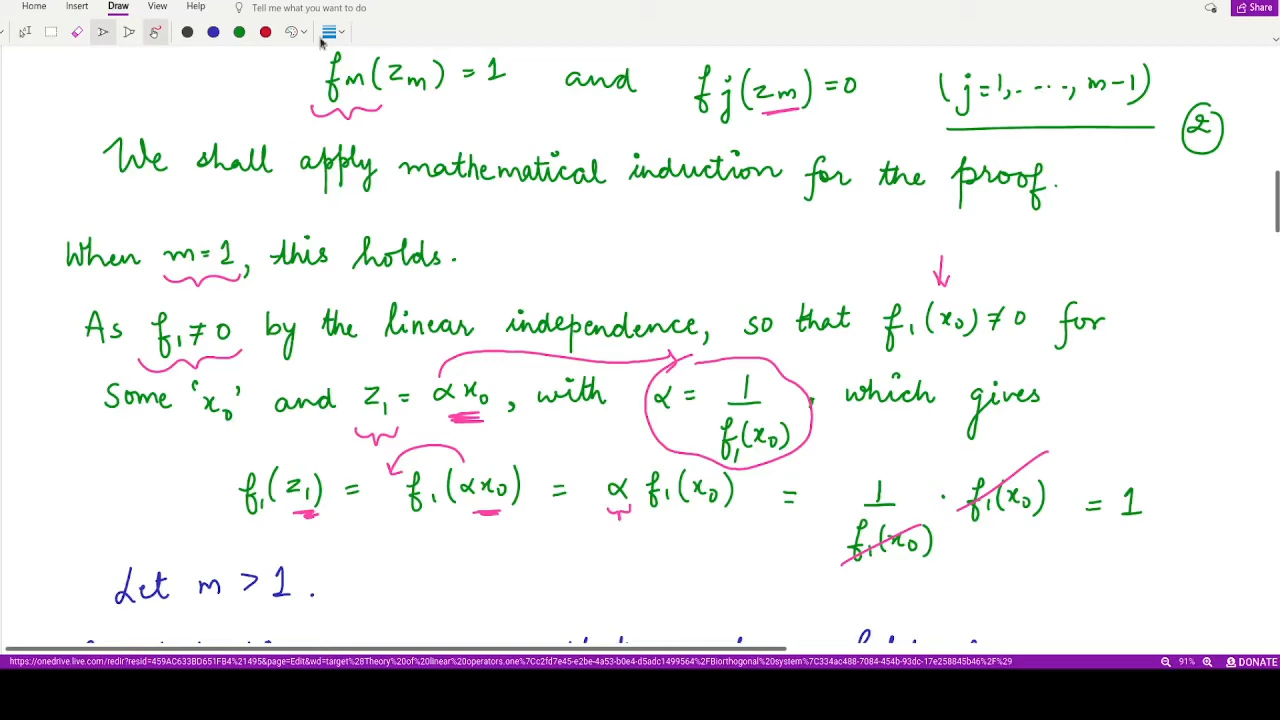 Home Insert Draw View Help Tell me what you want to do Share
fm(zm) = 1 and fj(zm) = 0 (j=1,....,m-1)
②
We shall apply mathematical induction for the proof.
When m=1, this holds.
As f₁ ≠ 0 by the linear independence, so that f₁(x₀) ≠ 0 for
some 'x₀' and z₁ = αx₀, with α = 1/f₁(x₀), which gives
f₁(z₁) = f₁(αx₀) = α f₁(x₀) = 1/f₁(x₀) · f₁(x₀) = 1
Let m > 1.
91% DONATE